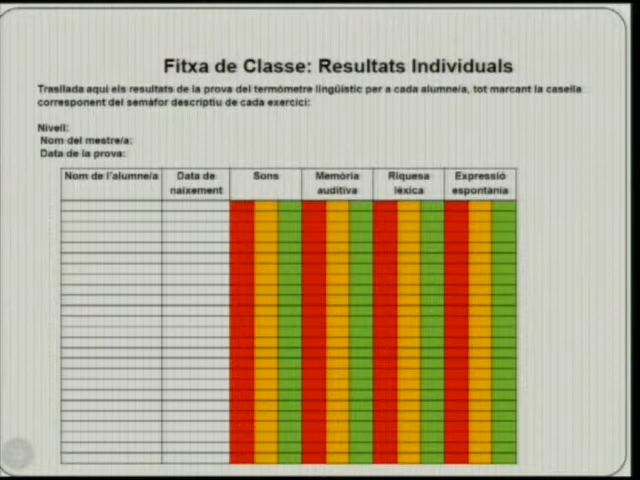 Fitxa de Classe: Resultats Individuals
Trasllada aquí els resultats de la prova del termòmetre lingüístic per a cada alumne/a, tot marcant la casella
corresponent del semàfor descriptiu de cada exercici:
Nivell:
Nom del mestre/a:
Data de la prova:
Nom de l'alumne/a Data de naixement Sons Memòria auditiva Riquesa lèxica Expressió espontània